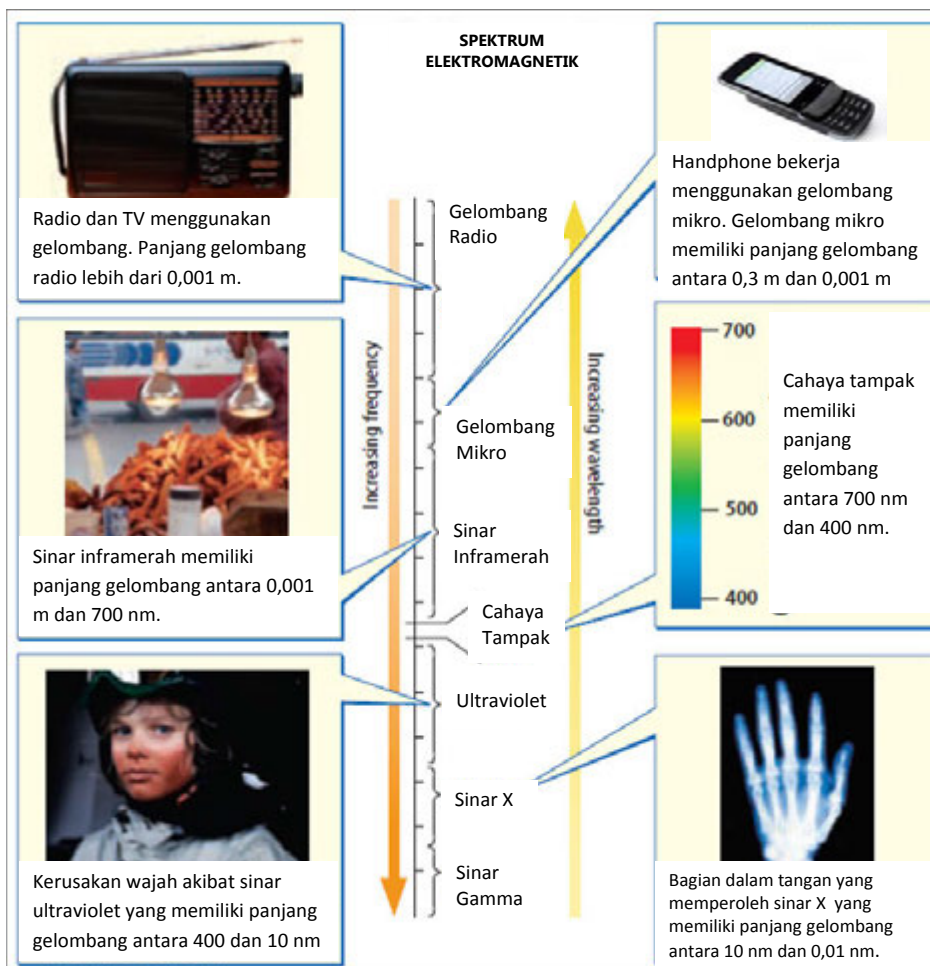 SPEKTRUM
ELEKTROMAGNETIK
Radio dan TV menggunakan
gelombang. Panjang gelombang
radio lebih dari 0,001 m.
Handphone bekerja
menggunakan gelombang
mikro. Gelombang mikro
memiliki panjang gelombang
antara 0,3 m dan 0,001 m
Sinar inframerah memiliki
panjang gelombang antara 0,001
m dan 700 nm.
700
600
500
400
Cahaya tampak
memiliki
panjang
gelombang
antara 700 nm
dan 400 nm.
Kerusakan wajah akibat sinar
ultraviolet yang memiliki panjang
gelombang antara 400 dan 10 nm
Bagian dalam tangan yang
memperoleh sinar X yang
memiliki panjang gelombang
antara 10 nm dan 0,01 nm.
Increasing frequency
Gelombang
Radio
Gelombang
Mikro
Sinar
Inframerah
Cahaya
Tampak
Ultraviolet
Sinar X
Sinar
Gamma
Increasing wavelength